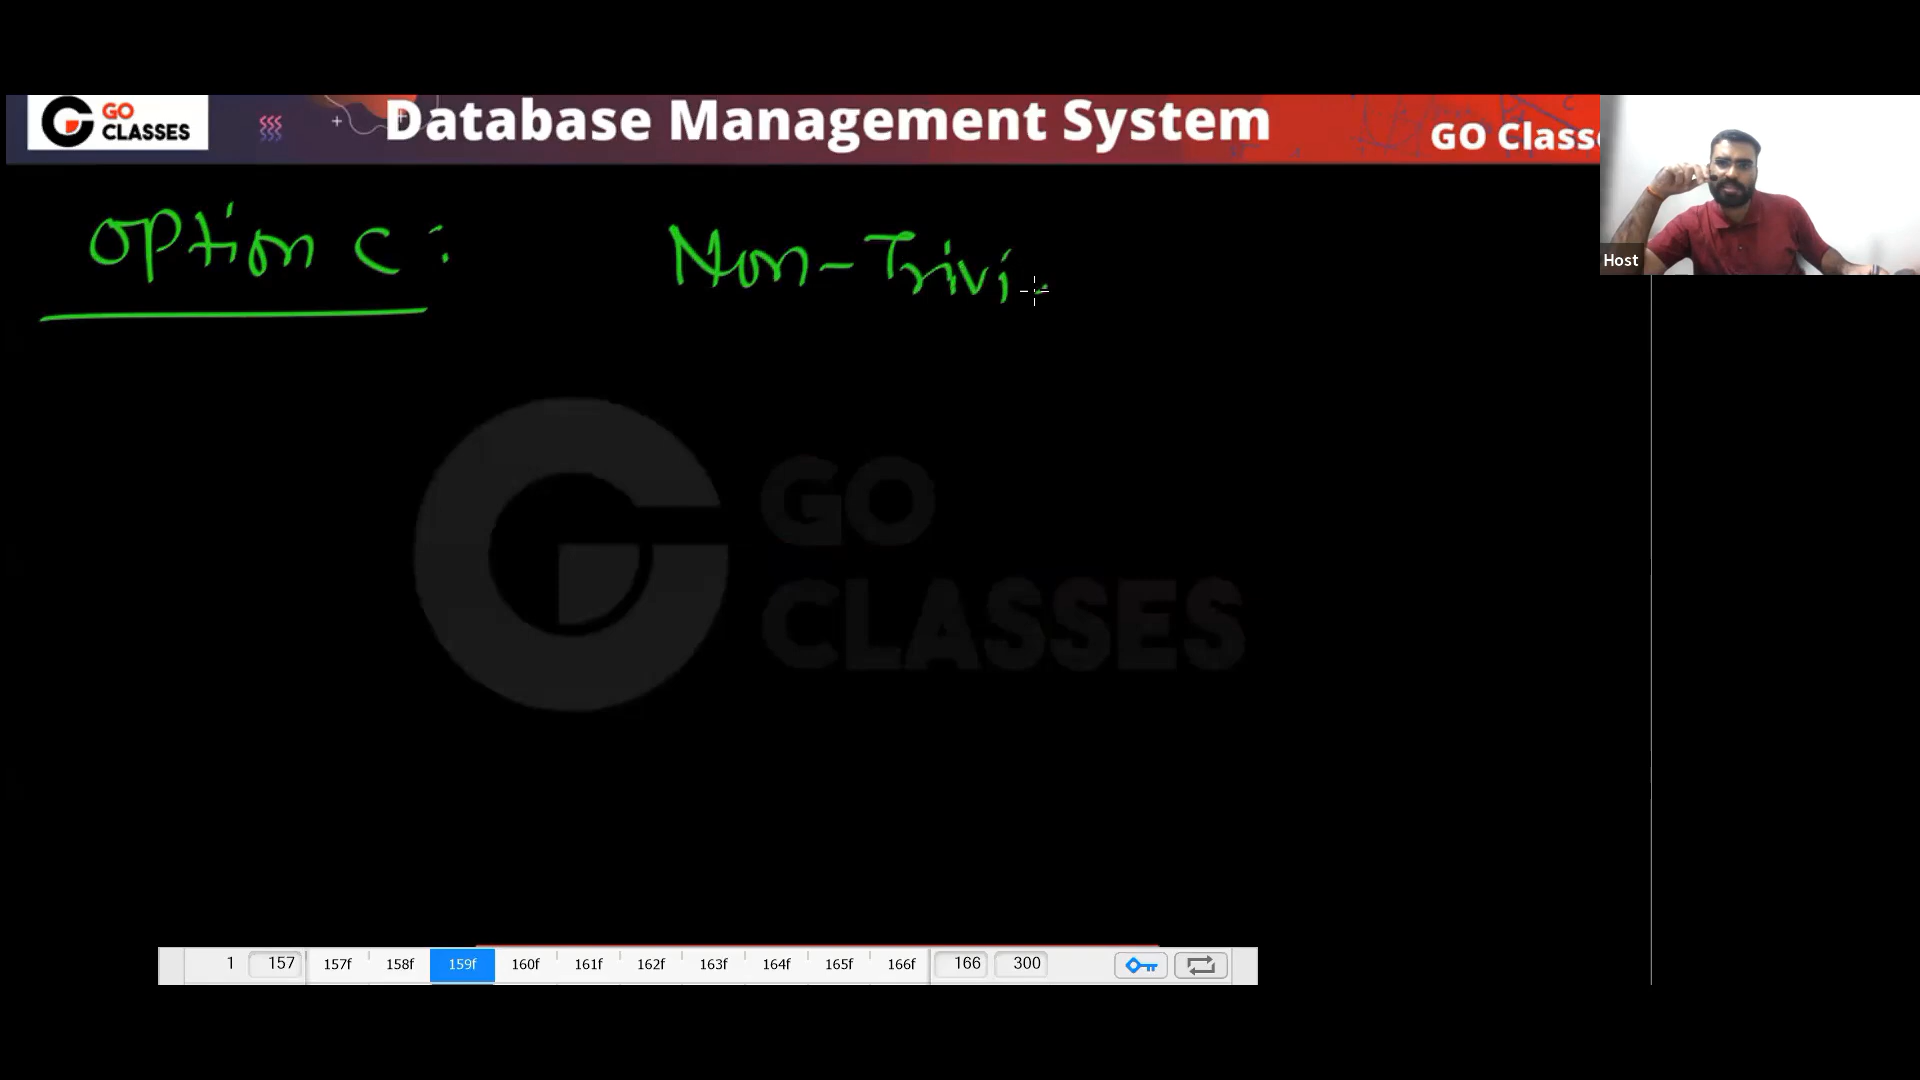 GO
CLASSES
Database Management System
GO Classe
Host
option c:
Non-Trivi
GO
CLASSES
1 157 157f 158f 159f 160f 161f 162f 163f 164f 165f 166f 166 300